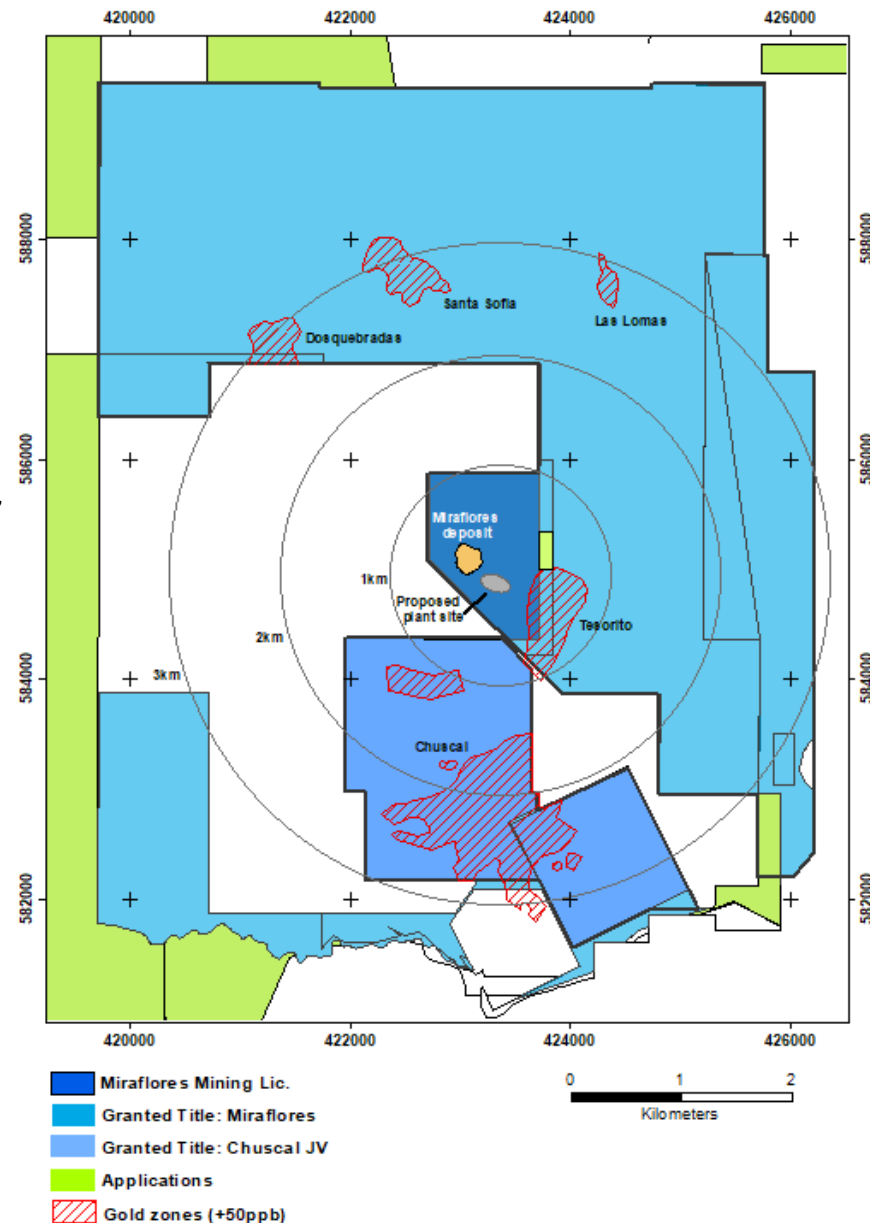 420000
422000
424000
426000
588000
588000
Santa Sofia
Las Lomas
Dosquebradas
586000
586000
Miraflores
deposit
1km
Proposed
plant site
Tesorito
2km
584000
584000
3km
Chuscal
582000
582000
420000
422000
424000
426000
Miraflores Mining Lic.
Granted Title: Miraflores
Granted Title: Chuscal JV
Applications
Gold zones (+50ppb)
0
1
2
Kilometers